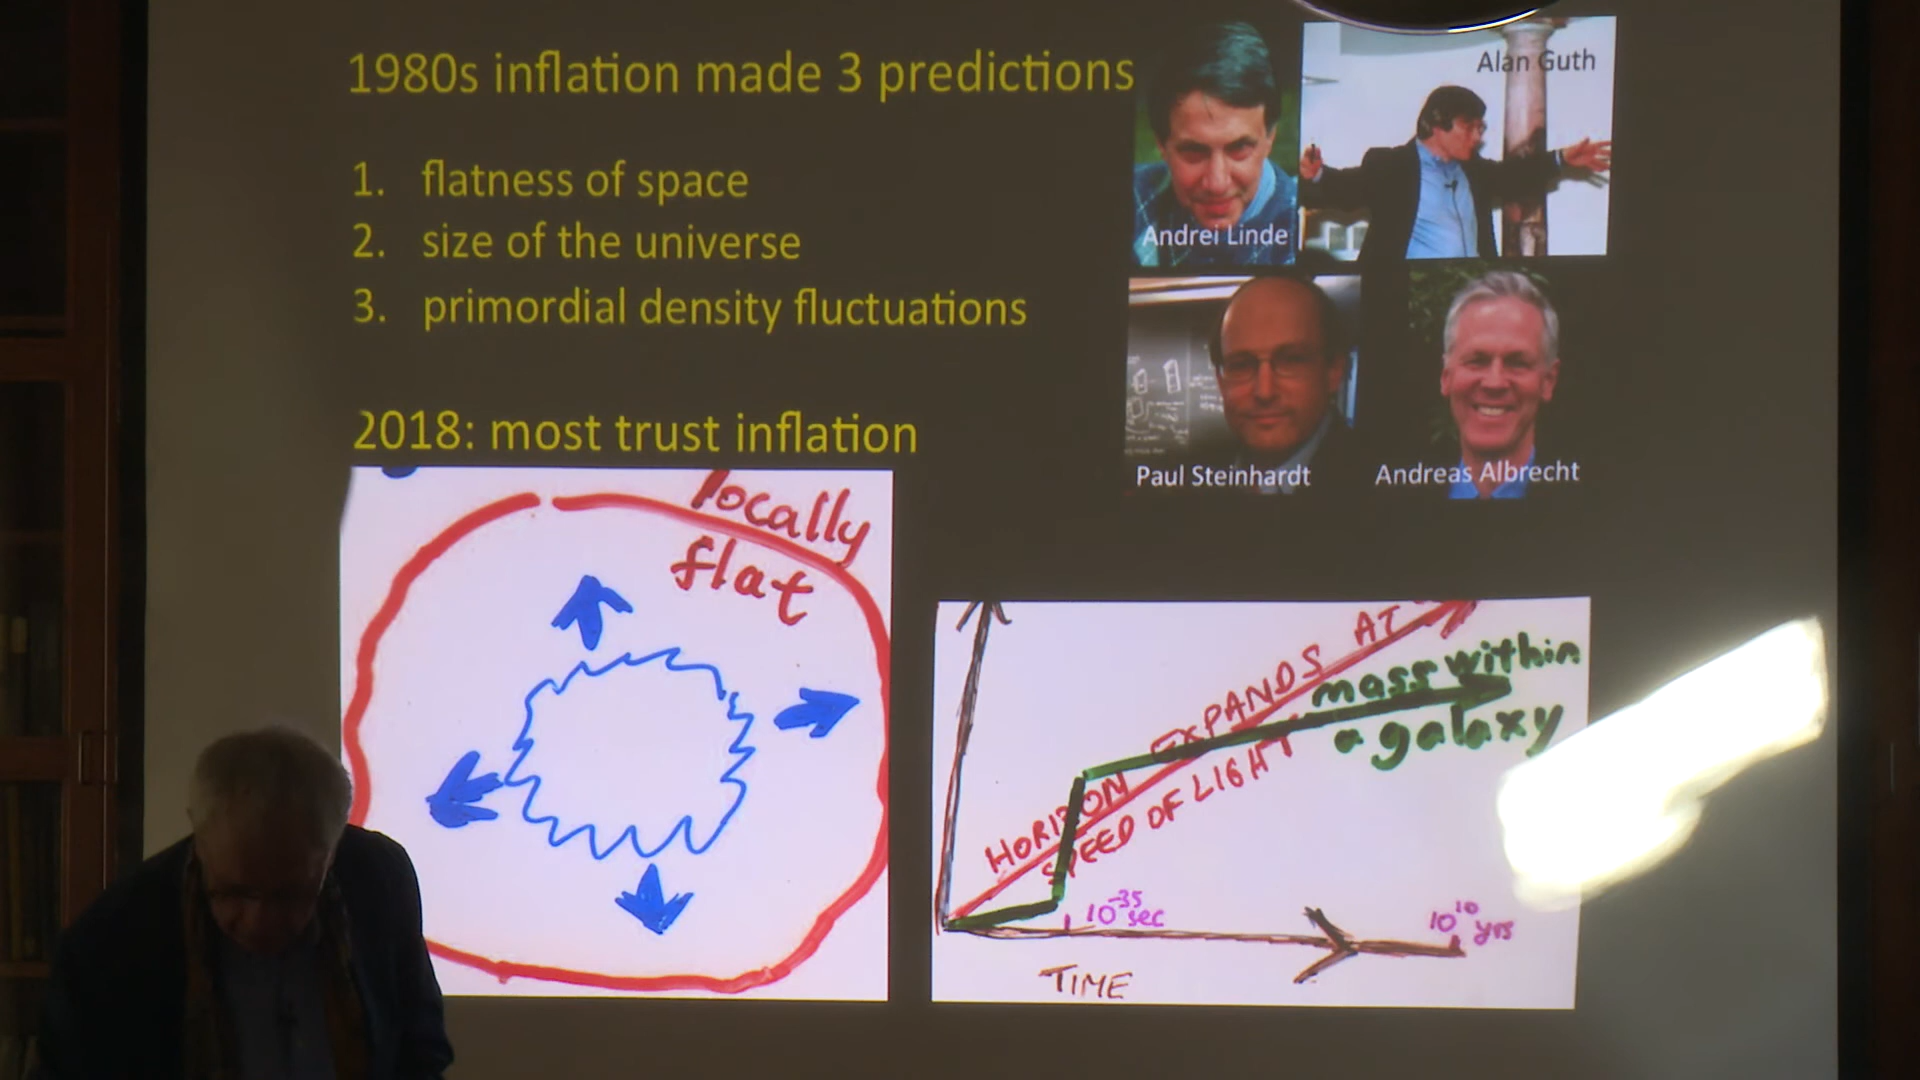 1980s inflation made 3 predictions
1. flatness of space
2. size of the universe
3. primordial density fluctuations
2018: most trust inflation
Andrei Linde
Alan Guth
Paul Steinhardt
Andreas Albrecht
locally
flat
HORIZON EXPANDS AT
SPEED OF LIGHT
mass within
a galaxy
10-35 sec
1010 yrs
TIME